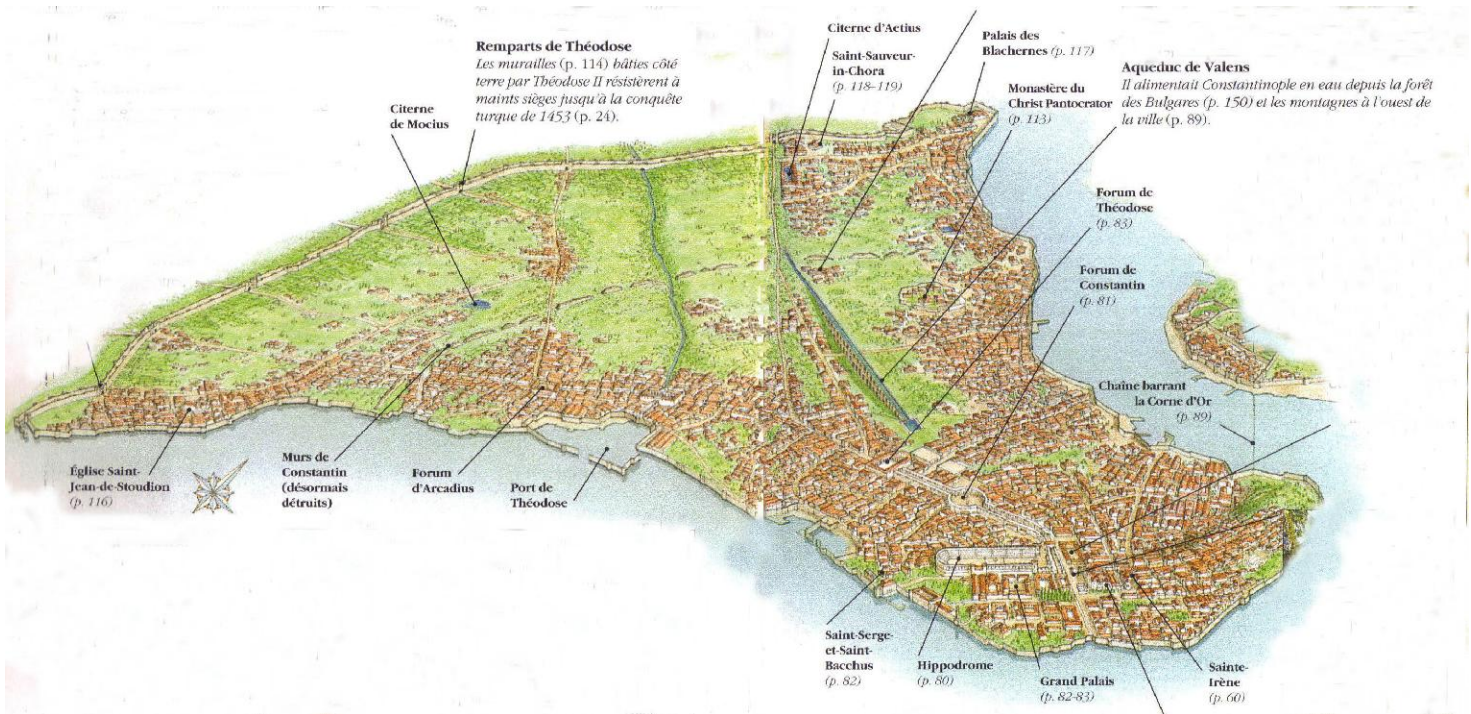 Remparts de Théodose
Les murailles (p. 114) bâties côté
terre par Théodose II résistèrent à
maints sièges jusqu'à la conquête
turque de 1453 (p. 24).
Citerne
de Mocius
Citerne d'Aetius
Saint-Sauveur-
in-Chora
(p. 118-119)
Palais des
Blachernes (p. 117)
Monastère du
Christ Pantocrator
(p. 113)
Aqueduc de Valens
Il alimentait Constantinople en eau depuis la forêt
des Bulgares (p. 150) et les montagnes à l'ouest de
la ville (p. 89).
Forum de
Théodose
(p. 83)
Forum de
Constantin
(p. 81)
Chaîne barrant
la Corne d'Or
(p. 89)
Église Saint-
Jean-de-Stoudion
(p. 116)
Murs de
Constantin
(désormais
détruits)
Forum
d'Arcadius
Port de
Théodose
Saint-Serge-
et-Saint-
Bacchus
(p. 82)
Hippodrome
(p. 80)
Grand Palais
(p. 82-83)
Sainte-
Irène
(p. 60)